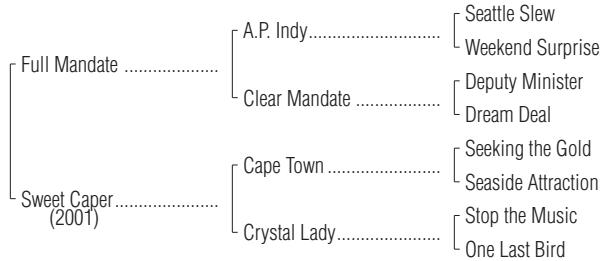 Seattle Slew
A.P. Indy
Weekend Surprise
Full Mandate
Deputy Minister
Clear Mandate
Dream Deal
Seeking the Gold
Cape Town
Seaside Attraction
Sweet Caper
(2001)
Stop the Music
Crystal Lady
One Last Bird